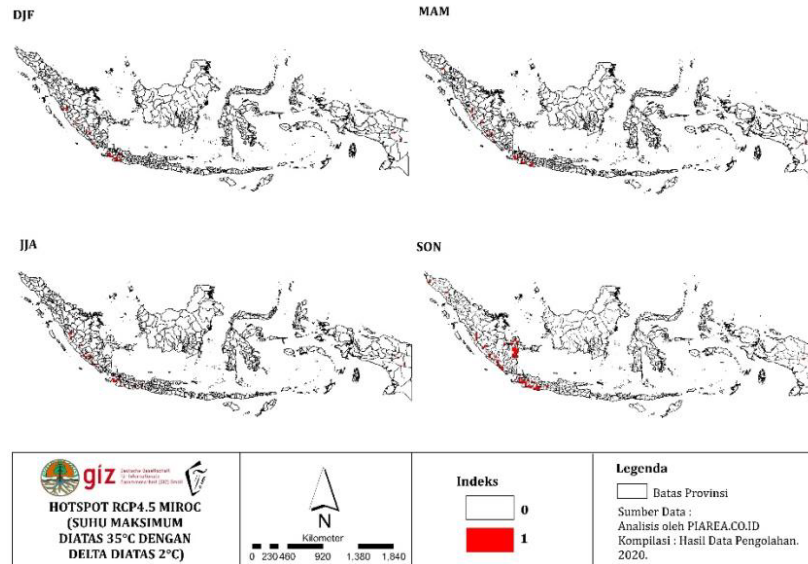 DJF
MAM
JJA
SON
giz
HOTSPOT RCP4.5 MIROC
(SUHU MAKSIMUM
DIATAS 35°C DENGAN
DELTA DIATAS 2°C)
N
Kilometer
0 230 460 920 1,380 1,840
Indeks
0
1
Legenda
Batas Provinsi
Sumber Data :
Analisis oleh PIAREA.CO.ID
Kompilasi : Hasil Data Pengolahan.
2020.